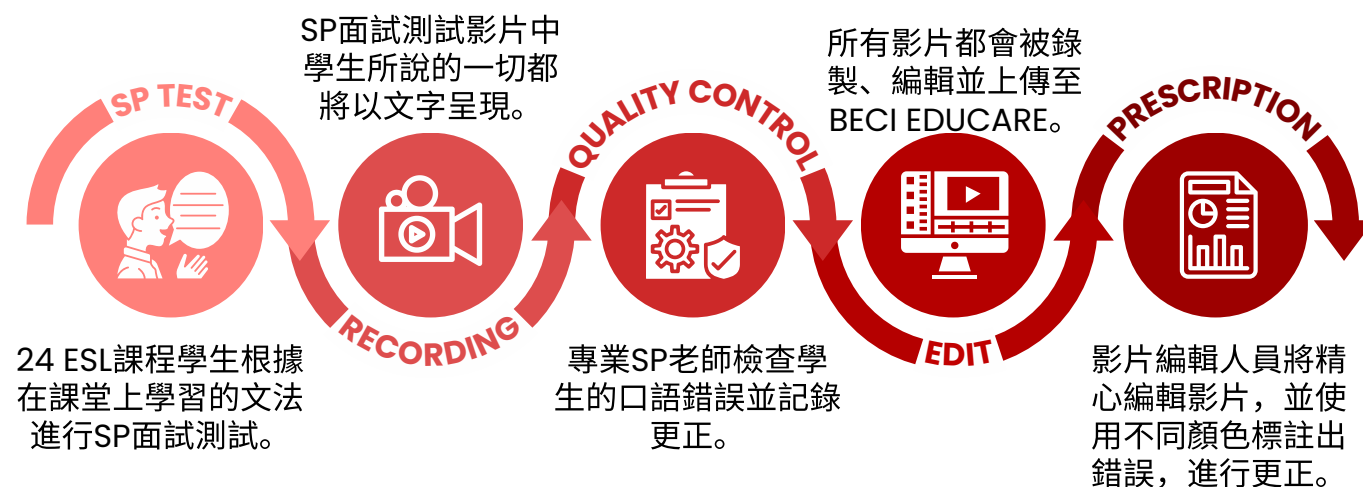 SP TEST
24 ESL課程學生根據
在課堂上學習的文法
進行SP面試測試。
SP面試測試影片中
學生所說的一切都
將以文字呈現。
RECORDING
QUALITY CONTROL
專業SP老師檢查學
生的口語錯誤並記錄
更正。
所有影片都會被錄
製、編輯並上傳至
BECI EDUCARE。
EDIT
PRESCRIPTION
影片編輯人員將精
心編輯影片，並使
用不同顏色標註出
錯誤，進行更正。